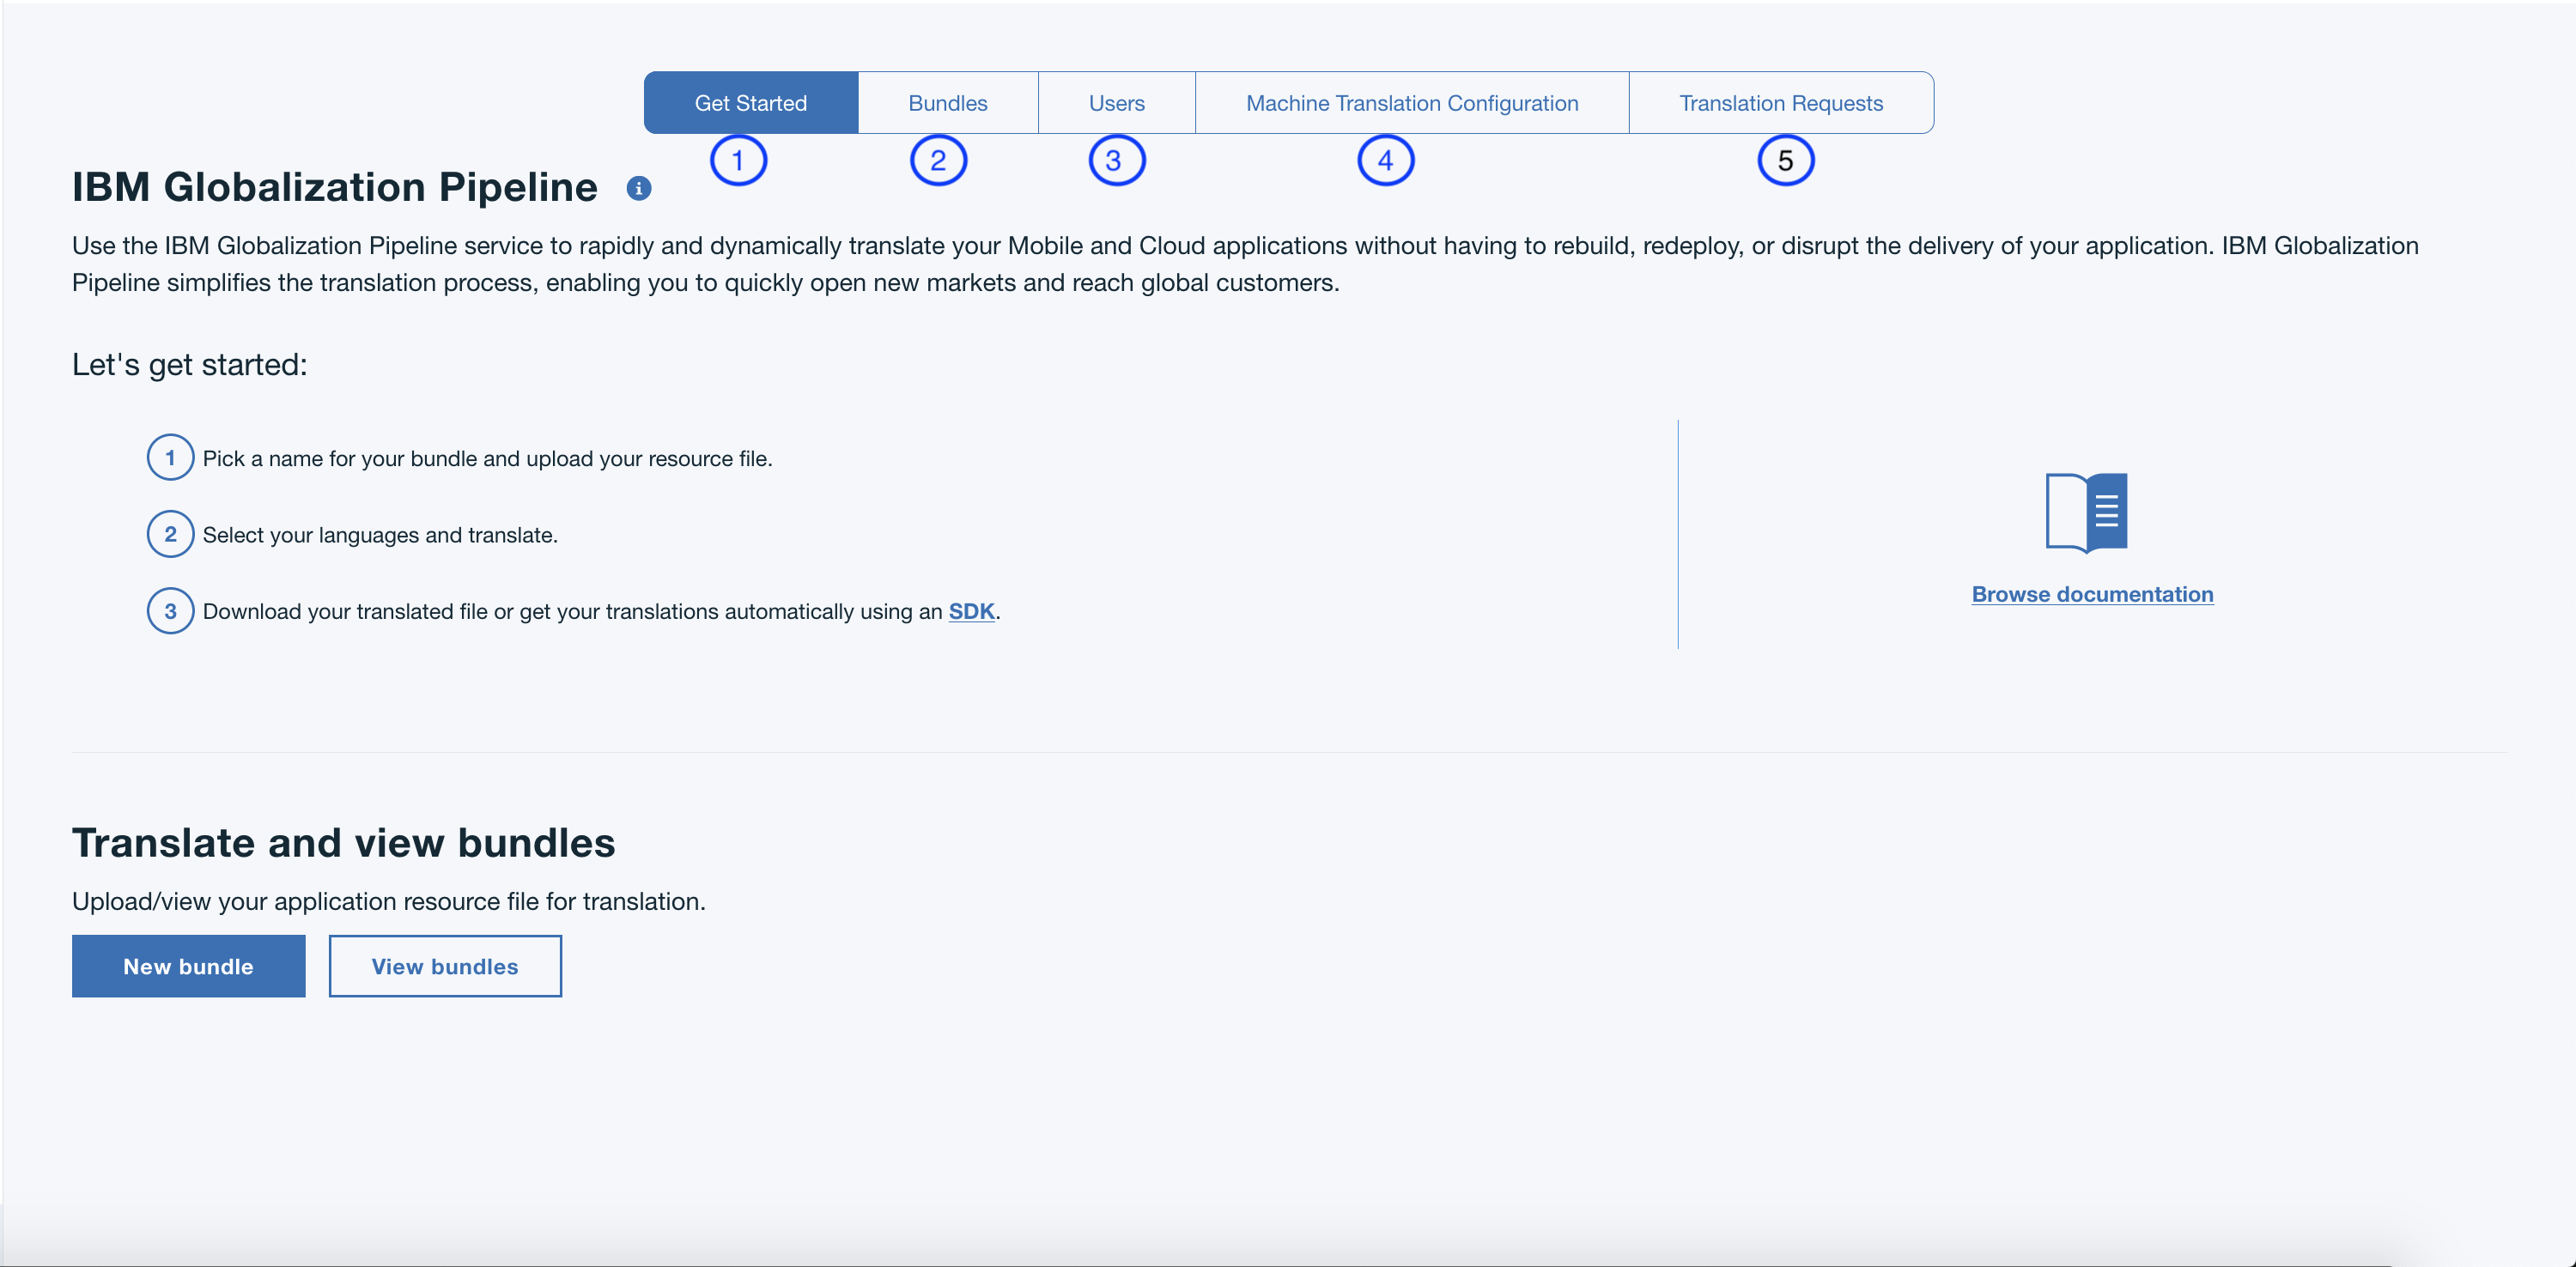 Get Started Bundles Users Machine Translation Configuration Translation Requests
1 2 3 4 5
IBM Globalization Pipeline i
Use the IBM Globalization Pipeline service to rapidly and dynamically translate your Mobile and Cloud applications without having to rebuild, redeploy, or disrupt the delivery of your application. IBM Globalization
Pipeline simplifies the translation process, enabling you to quickly open new markets and reach global customers.
Let's get started:
1 Pick a name for your bundle and upload your resource file.
2 Select your languages and translate.
3 Download your translated file or get your translations automatically using an SDK.
Browse documentation
Translate and view bundles
Upload/view your application resource file for translation.
New bundle View bundles